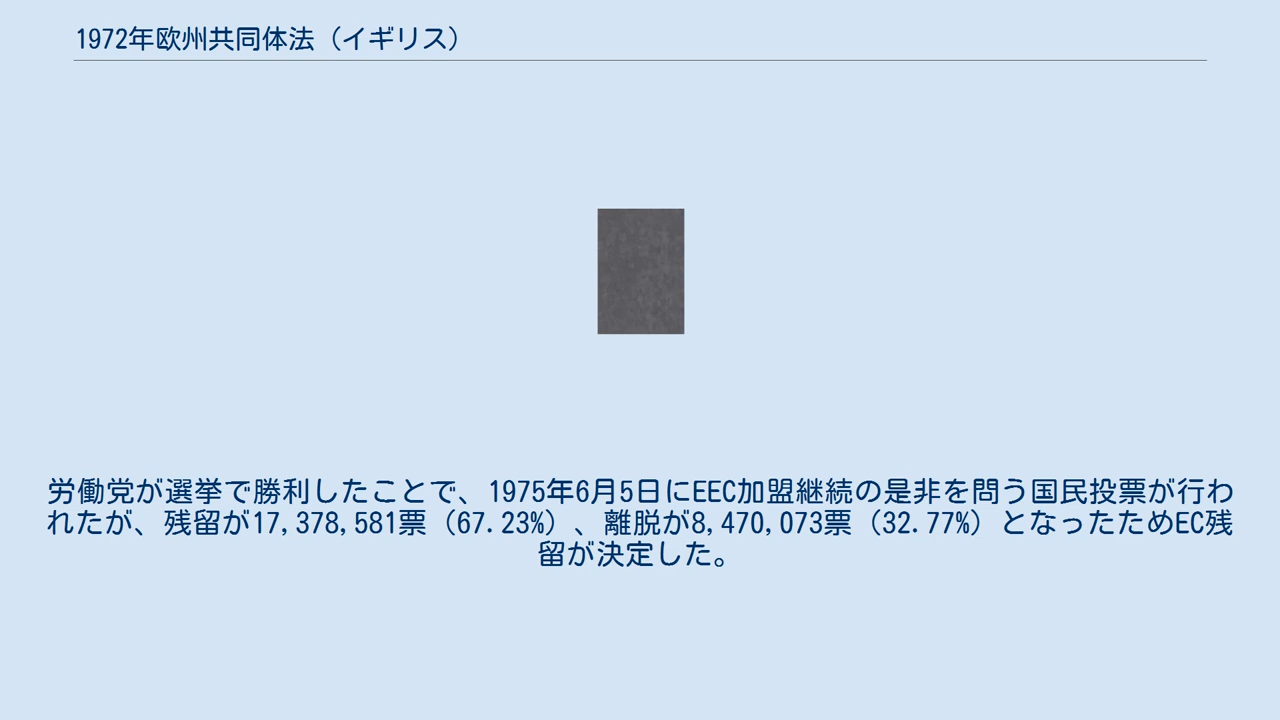 1972年欧州共同体法（イギリス）
労働党が選挙で勝利したことで、1975年6月5日にEEC加盟継続の是非を問う国民投票が行わ
れたが、残留が17,378,581票（67.23%）、離脱が8,470,073票（32.77%）となったためEC残
留が決定した。